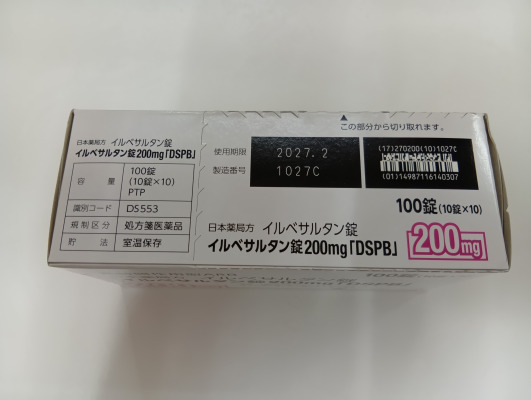 日本薬局方 イルベサルタン錠
イルベサルタン錠200mg「DSPB」
容量 100錠
(10錠×10)
PTP
識別コード DS553
規制区分 処方箋医薬品
貯法 室温保存
▲
この部分から切り取れます。
使用期限 2027.2
製造番号 1027C
(17)270200(10)1027C
(01)14987116140307
100錠(10錠×10)
日本薬局方 イルベサルタン錠
イルベサルタン錠200mg「DSPB」
200mg